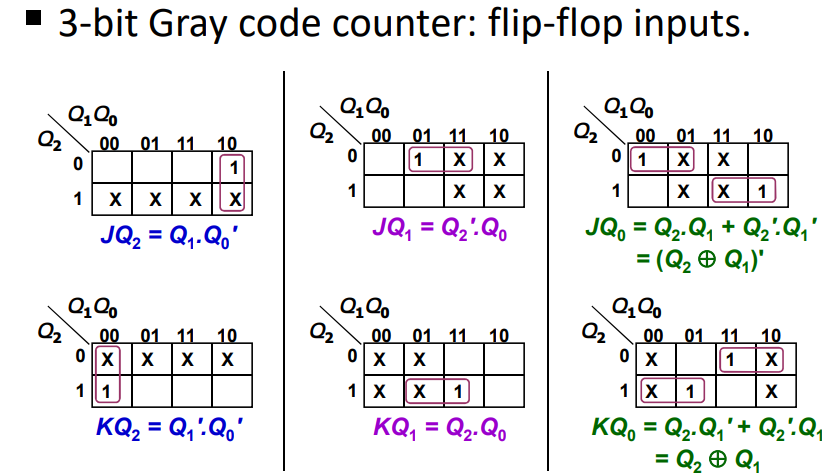 ▪ 3-bit Gray code counter: flip-flop inputs.
Q₁Q₀
Q₂ 00 01 11 10
0 1
1 X X X X
JQ₂ = Q₁.Q₀'
Q₁Q₀
Q₂ 00 01 11 10
0 1 X X
1 X X
JQ₁ = Q₂'.Q₀
Q₁Q₀
Q₂ 00 01 11 10
0 1 X X
1 X X 1
JQ₀ = Q₂.Q₁ + Q₂'.Q₁'
= (Q₂ ⊕ Q₁)'
Q₁Q₀
Q₂ 00 01 11 10
0 X X X X
1 1
KQ₂ = Q₁'.Q₀'
Q₁Q₀
Q₂ 00 01 11 10
0 X X
1 X X 1
KQ₁ = Q₂.Q₀
Q₁Q₀
Q₂ 00 01 11 10
0 X 1 X
1 X 1 X
KQ₀ = Q₂.Q₁' + Q₂'.Q₁
= Q₂ ⊕ Q₁